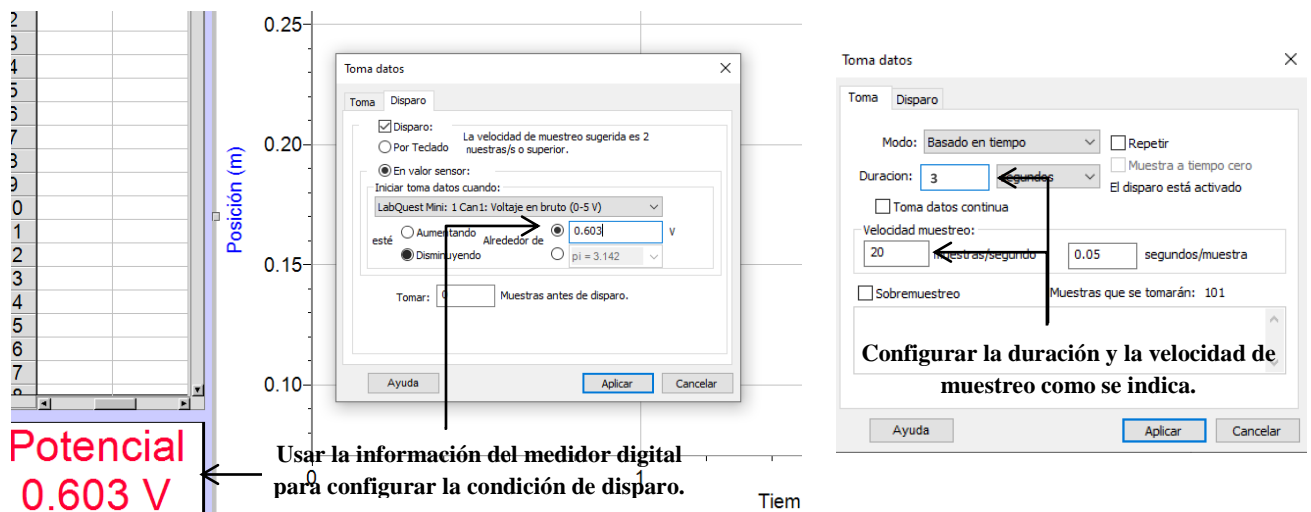 2
3
4
5
6
7
8
9
0
1
2
3
4
5
6
7
Potencial
0.603 V
Posición (m)
0.25
0.20
0.15
0.10
0
1
Tiem
Toma datos
Toma Disparo
Disparo:
La velocidad de muestreo sugerida es 2
muestras/s o superior.
Por Teclado
En valor sensor:
Iniciar toma datos cuando:
LabQuest Mini: 1 Can1: Voltaje en bruto (0-5 V)
esté
Aumentando
Disminuyendo
Alrededor de
0.603 V
pi = 3.142
Tomar: 0 Muestras antes de disparo.
Ayuda Aplicar Cancelar
Usar la información del medidor digital
para configurar la condición de disparo.
Toma datos
Toma Disparo
Modo: Basado en tiempo
Repetir
Muestra a tiempo cero
Duracion: 3 segundos
El disparo está activado
Toma datos continua
Velocidad muestreo:
20 muestras/segundo 0.05 segundos/muestra
Sobremuestreo Muestras que se tomarán: 101
Configurar la duración y la velocidad de
muestreo como se indica.
Ayuda Aplicar Cancelar